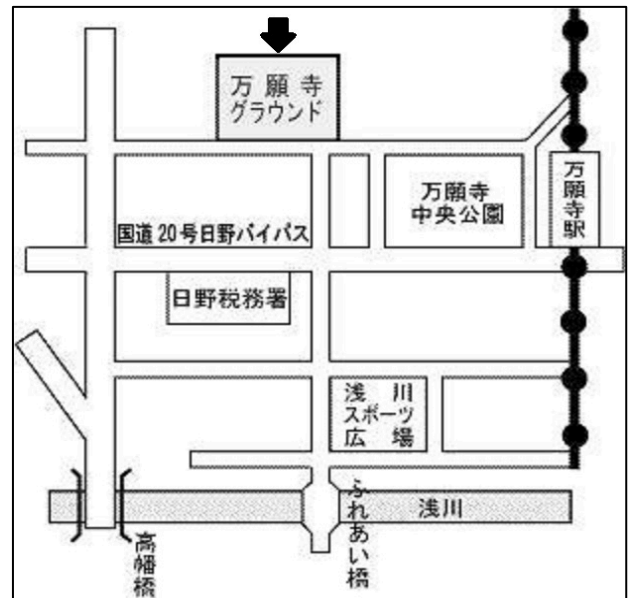 万願寺
グラウンド
万願寺
中央公園
万願寺駅
国道20号日野バイパス
日野税務署
浅川
スポーツ
広場
浅川
ふれあい橋
高幡橋